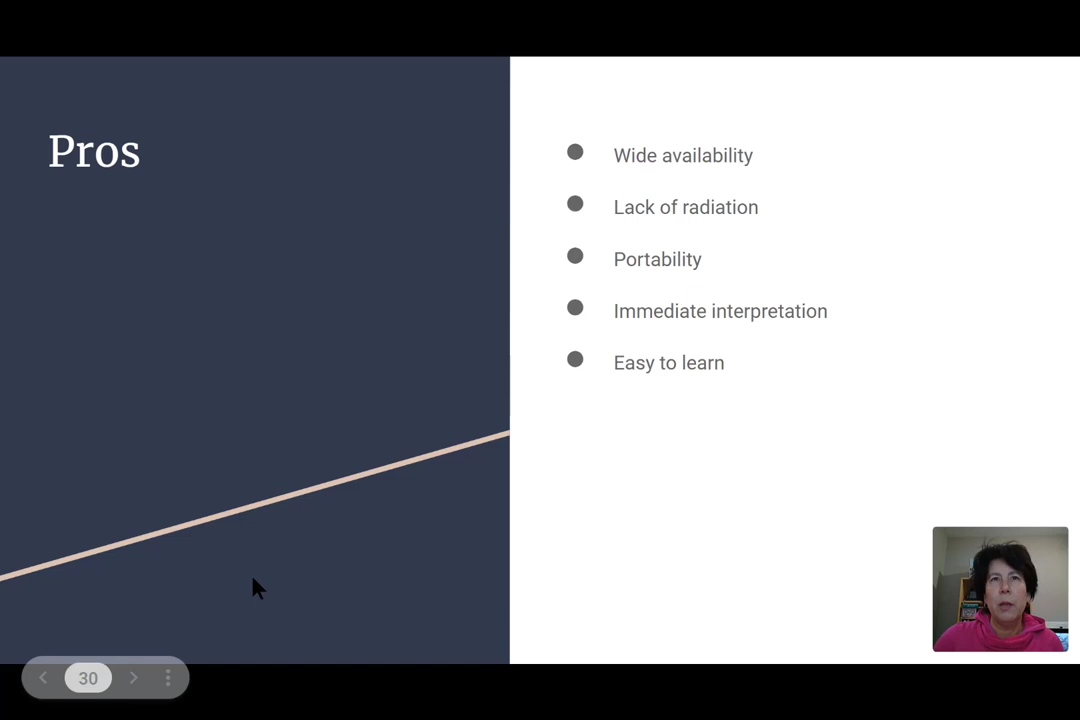 Pros
Wide availability
Lack of radiation
Portability
Immediate interpretation
Easy to learn
30